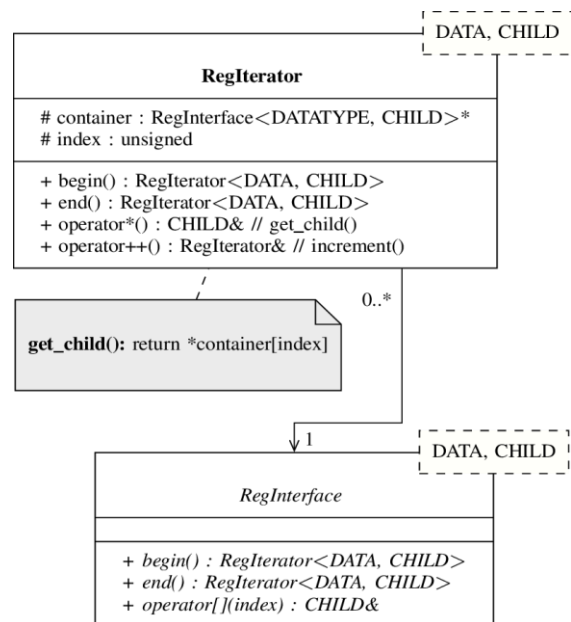 DATA, CHILD
RegIterator
# container : RegInterface<DATATYPE, CHILD>*
# index : unsigned
+ begin() : RegIterator<DATA, CHILD>
+ end() : RegIterator<DATA, CHILD>
+ operator*() : CHILD& // get_child()
+ operator++() : RegIterator& // increment()
0..*
get_child(): return *container[index]
1
DATA, CHILD
RegInterface
+ begin() : RegIterator<DATA, CHILD>
+ end() : RegIterator<DATA, CHILD>
+ operator[](index) : CHILD&